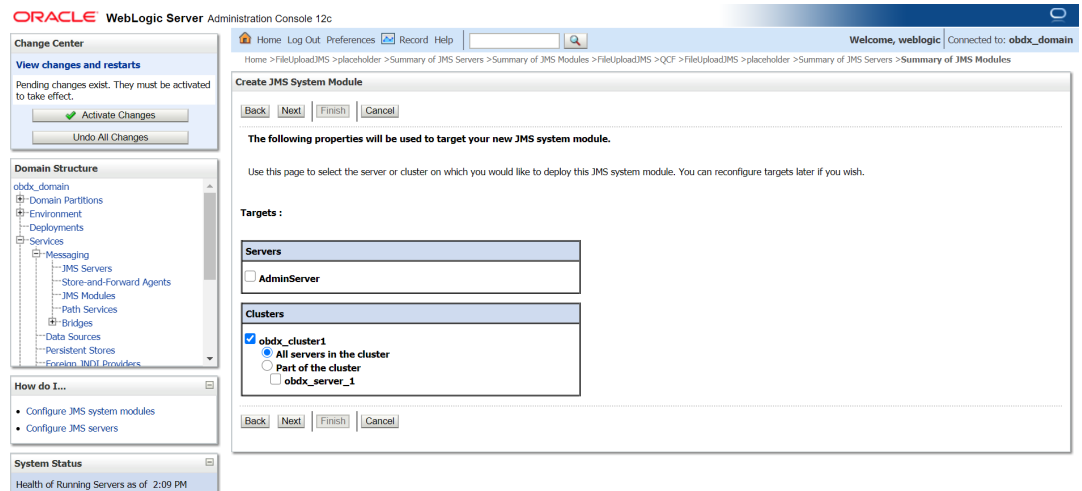 ORACLE® WebLogic Server Administration Console 12c
Change Center
View changes and restarts
Pending changes exist. They must be activated
to take effect.
Activate Changes
Undo All Changes
Domain Structure
obdx_domain
Domain Partitions
Environment
Deployments
Services
Messaging
JMS Servers
Store-and-Forward Agents
JMS Modules
Path Services
Bridges
Data Sources
Persistent Stores
Foreign JNDI Providers
How do I...
• Configure JMS system modules
• Configure JMS servers
System Status
Health of Running Servers as of 2:09 PM
Home Log Out Preferences Record Help
Welcome, weblogic Connected to: obdx_domain
Home >FileUploadJMS >placeholder >Summary of JMS Servers >Summary of JMS Modules >FileUploadJMS >QCF >FileUploadJMS >placeholder >Summary of JMS Servers >Summary of JMS Modules
Create JMS System Module
Back Next Finish Cancel
The following properties will be used to target your new JMS system module.
Use this page to select the server or cluster on which you would like to deploy this JMS system module. You can reconfigure targets later if you wish.
Targets :
Servers
AdminServer
Clusters
obdx_cluster1
All servers in the cluster
Part of the cluster
obdx_server_1
Back Next Finish Cancel